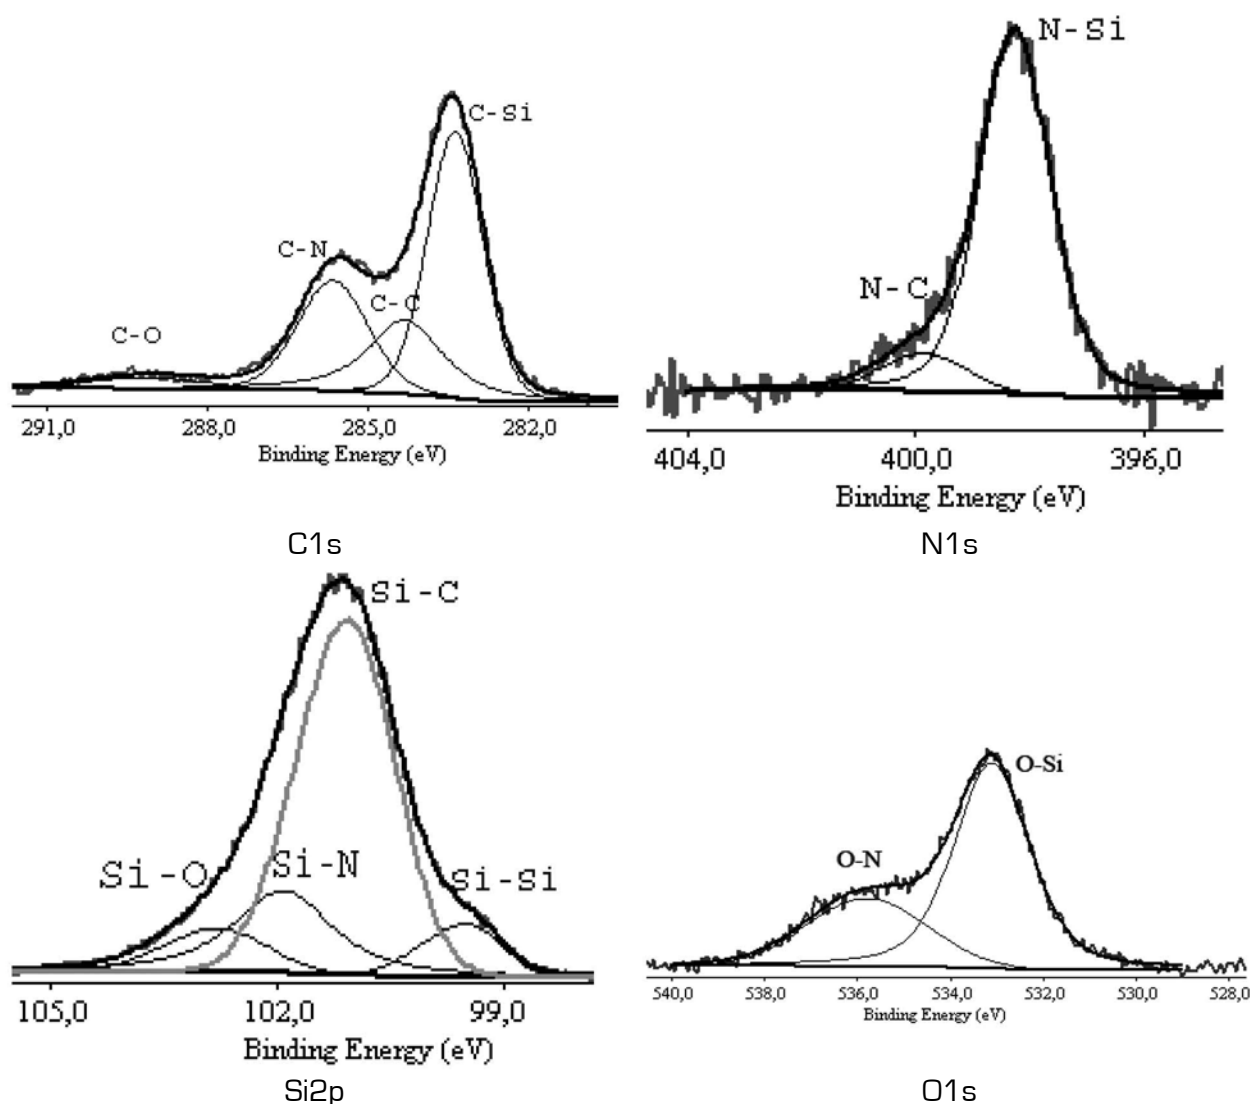 C-Si
C-N
C-C
C-O
291,0 288,0 285,0 282,0
Binding Energy (eV)
C1s
N-Si
N-C
404,0 400,0 396,0
Binding Energy (eV)
N1s
Si-C
Si-O Si-N Si-Si
105,0 102,0 99,0
Binding Energy (eV)
Si2p
O-Si
O-N
540,0 538,0 536,0 534,0 532,0 530,0 528,0
Binding Energy (eV)
O1s